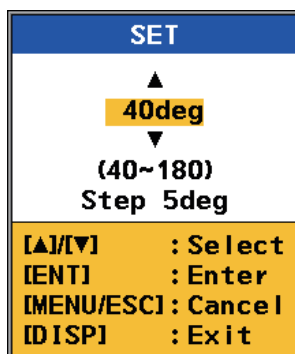 SET
▲
40deg
▼
(40~180)
Step 5deg
[▲]/[▼] :Select
[ENT] :Enter
[MENU/ESC]:Cancel
[DISP] :Exit